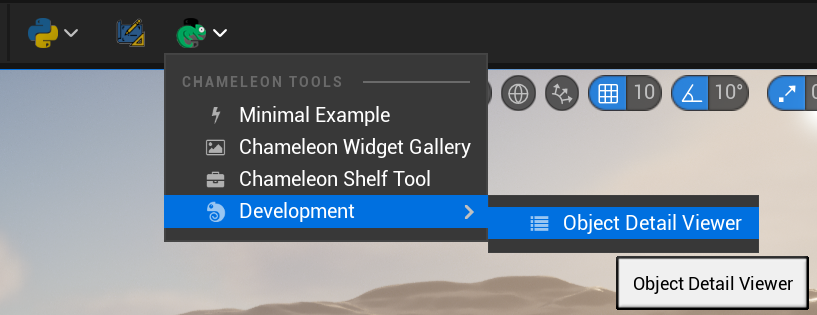 CHAMELEON TOOLS
10
10°
Minimal Example
Chameleon Widget Gallery
Chameleon Shelf Tool
Development
Object Detail Viewer
Object Detail Viewer